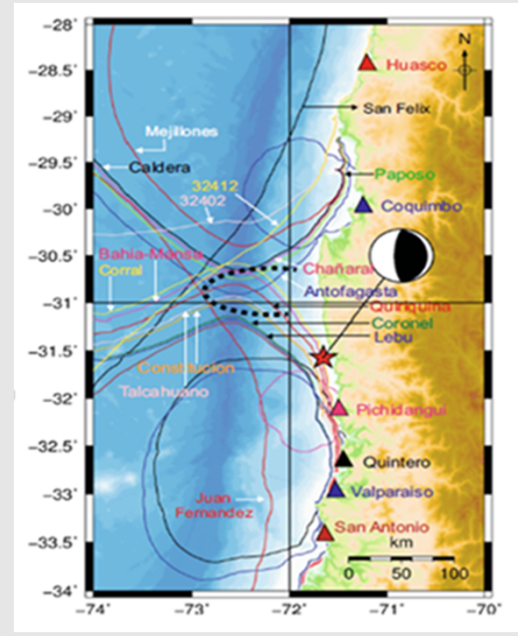 −28
−28.5
−29
−29.5
−30
−30.5
−31
−31.5
−32
−32.5
−33
−33.5
−34
−74
−73
−72
−71
−70
N
Huasco
San Felix
Mejillones
Caldera
Paposo
32412
32402
Coquimbo
Bahia-Mansa
Chañaral
Corral
Antofagasta
Quiriquina
Coronel
Lebu
Constitucion
Talcahuano
Pichidangui
Quintero
Valparaiso
Juan
Fernandez
San Antonio
km
0 50 100